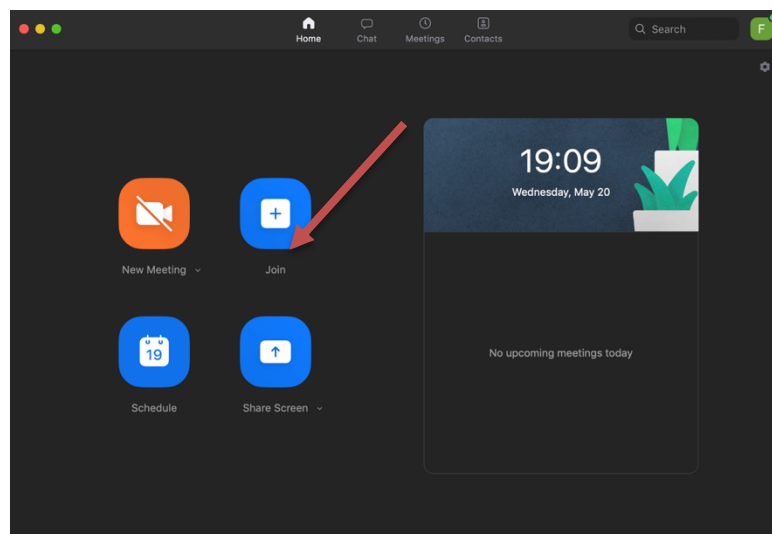 Home
Chat
Meetings
Contacts
Search
F
19:09
Wednesday, May 20
New Meeting
Join
19
Schedule
Share Screen
No upcoming meetings today